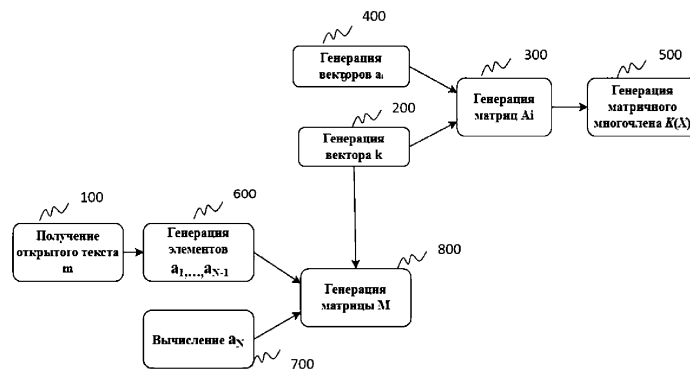 400
Генерация
векторов aᵢ
300
Генерация
матриц Ai
500
Генерация
матричного
многочлена K(X)
200
Генерация
вектора k
100
Получение
открытого текста
m
600
Генерация
элементов
a₁,…,aN-1
800
Генерация
матрицы M
Вычисление aN
700